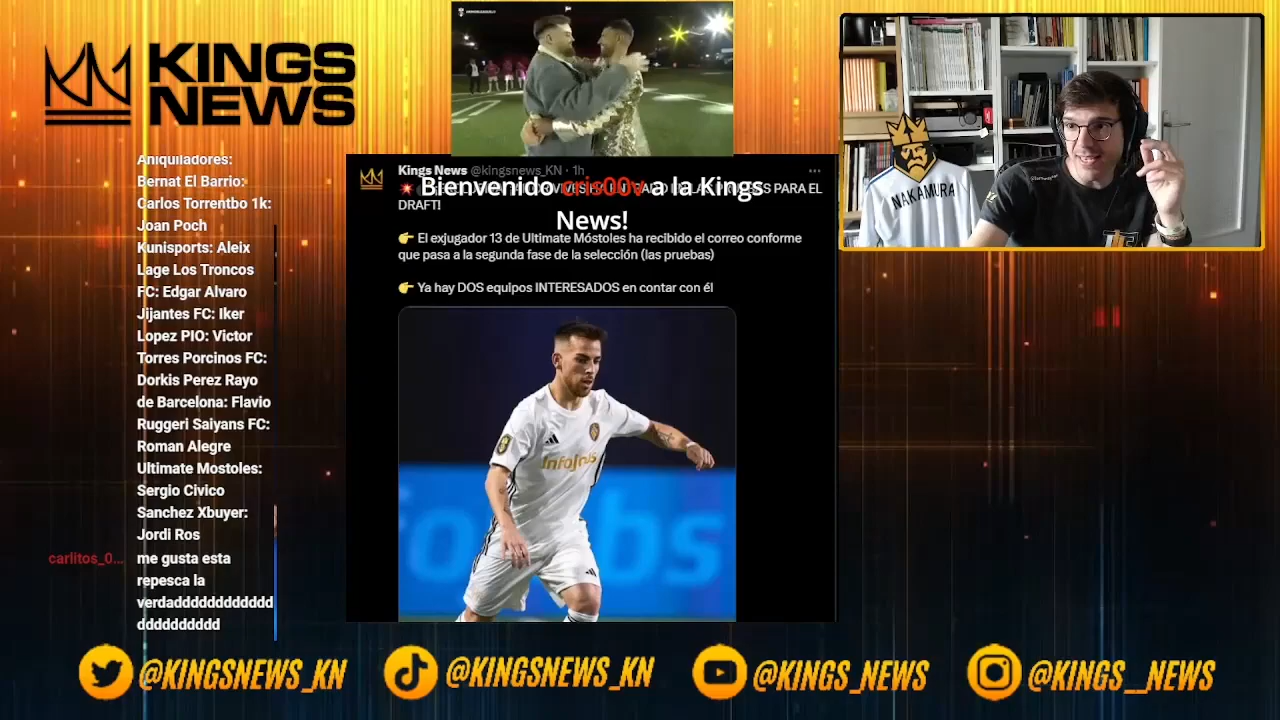 KINGS
NEWS
Aniquiladores:
Bernat El Barrio:
Carlos Torrentbo 1k:
Joan Poch
Kunisports: Aleix
Lage Los Troncos
FC: Edgar Alvaro
Jijantes FC: Iker
Lopez PIO: Victor
Torres Porcinos FC:
Dorkis Perez Rayo
de Barcelona: Flavio
Ruggeri Saiyans FC:
Roman Alegre
Ultimate Mostoles:
Sergio Civico
Sanchez Xbuyer:
Jordi Ros
carlitos_0... me gusta esta
repesca la
verdaddddddddddddd
dddddddddd
Kings News @kingsnews_KN · 1h
PARA EL
DRAFT!
Bienvenido cris00v a la Kings
News!
👉 El exjugador 13 de Ultimate Móstoles ha recibido el correo conforme
que pasa a la segunda fase de la selección (las pruebas)
👉 Ya hay DOS equipos INTERESADOS en contar con él
InfoJobs
fo bs
NAKAMURA
@KINGSNEWS_KN
@KINGSNEWS_KN
@KINGS_NEWS
@KINGS__NEWS